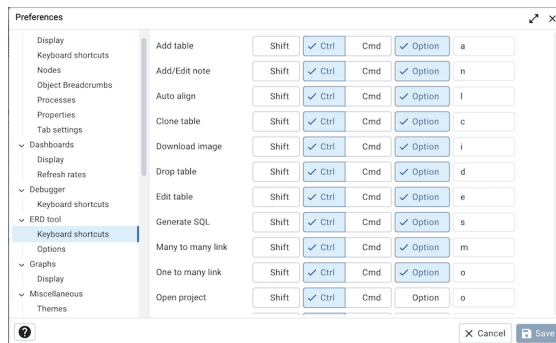 Preferences
Display
Keyboard shortcuts
Nodes
Object Breadcrumbs
Processes
Properties
Tab settings
Dashboards
Display
Refresh rates
Debugger
Keyboard shortcuts
ERD tool
Keyboard shortcuts
Options
Graphs
Display
Miscellaneous
Themes
Add table Shift Ctrl Cmd Option a
Add/Edit note Shift Ctrl Cmd Option n
Auto align Shift Ctrl Cmd Option l
Clone table Shift Ctrl Cmd Option c
Download image Shift Ctrl Cmd Option i
Drop table Shift Ctrl Cmd Option d
Edit table Shift Ctrl Cmd Option e
Generate SQL Shift Ctrl Cmd Option s
Many to many link Shift Ctrl Cmd Option m
One to many link Shift Ctrl Cmd Option o
Open project Shift Ctrl Cmd Option o
? Cancel Save